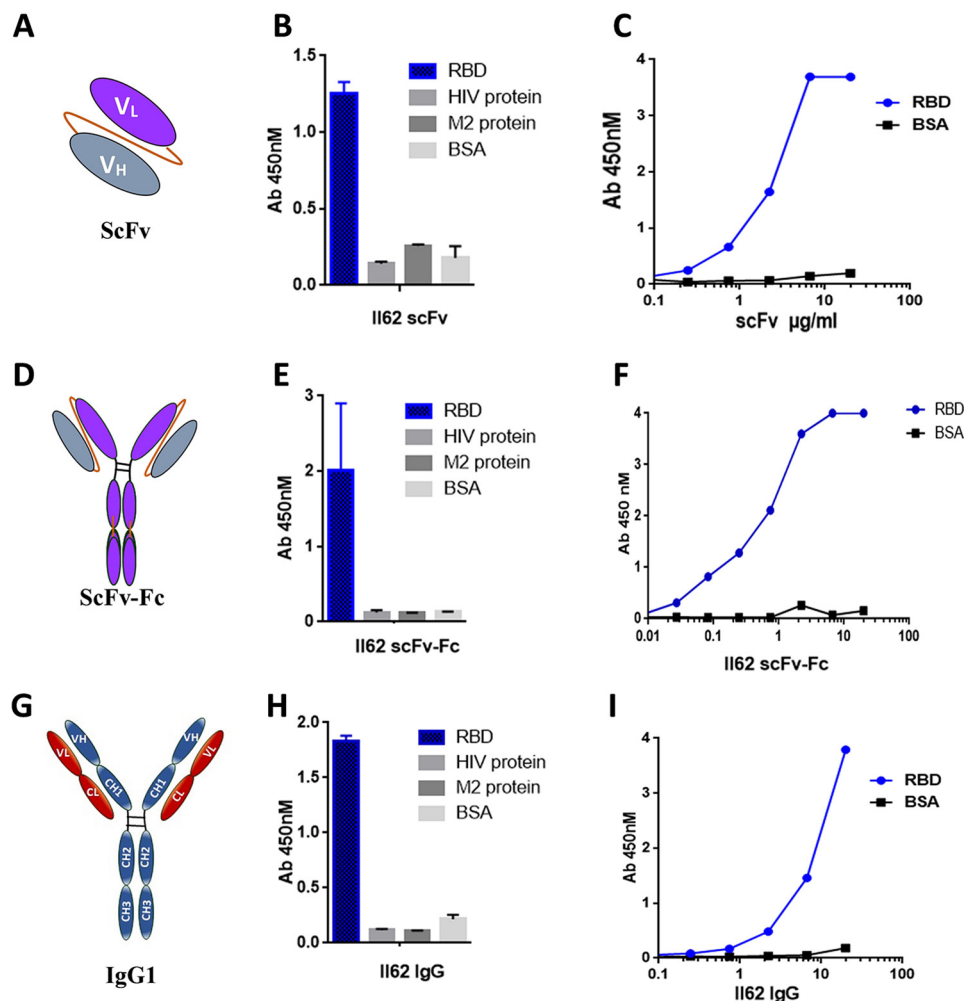 A
VL
VH
ScFv
B
Ab 450nM
1.5
1.0
0.5
0.0
RBD
HIV protein
M2 protein
BSA
II62 scFv
C
Ab 450nM
4
3
2
1
0
0.1 1 10 100
RBD
BSA
scFv µg/ml
D
ScFv-Fc
E
Ab 450nM
3
2
1
0
RBD
HIV protein
M2 protein
BSA
II62 scFv-Fc
F
Ab 450 nM
4
3
2
1
0
0.01 0.1 1 10 100
RBD
BSA
II62 scFv-Fc
G
VH VH
VL VL
CH1 CH1
CL CL
CH2 CH2
CH3 CH3
IgG1
H
Ab 450nM
2.0
1.5
1.0
0.5
0.0
RBD
HIV protein
M2 protein
BSA
II62 IgG
I
Ab 450nM
4
3
2
1
0
0.1 1 10 100
RBD
BSA
II62 IgG